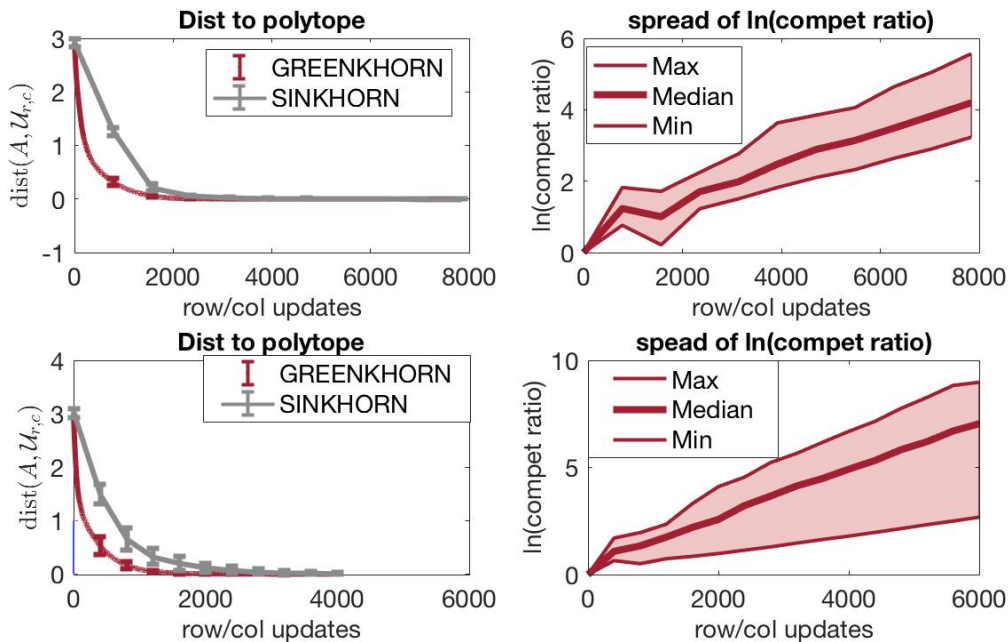 Dist to polytope
3
2
1
0
-1
dist(A, U_{r,c})
GREENKHORN
SINKHORN
0 2000 4000 6000 8000
row/col updates
spread of ln(compet ratio)
6
4
2
0
ln(compet ratio)
Max
Median
Min
0 2000 4000 6000 8000
row/col updates
Dist to polytope
4
3
2
1
0
dist(A, U_{r,c})
GREENKHORN
SINKHORN
0 2000 4000 6000
row/col updates
spead of ln(compet ratio)
10
5
0
ln(compet ratio)
Max
Median
Min
0 2000 4000 6000
row/col updates